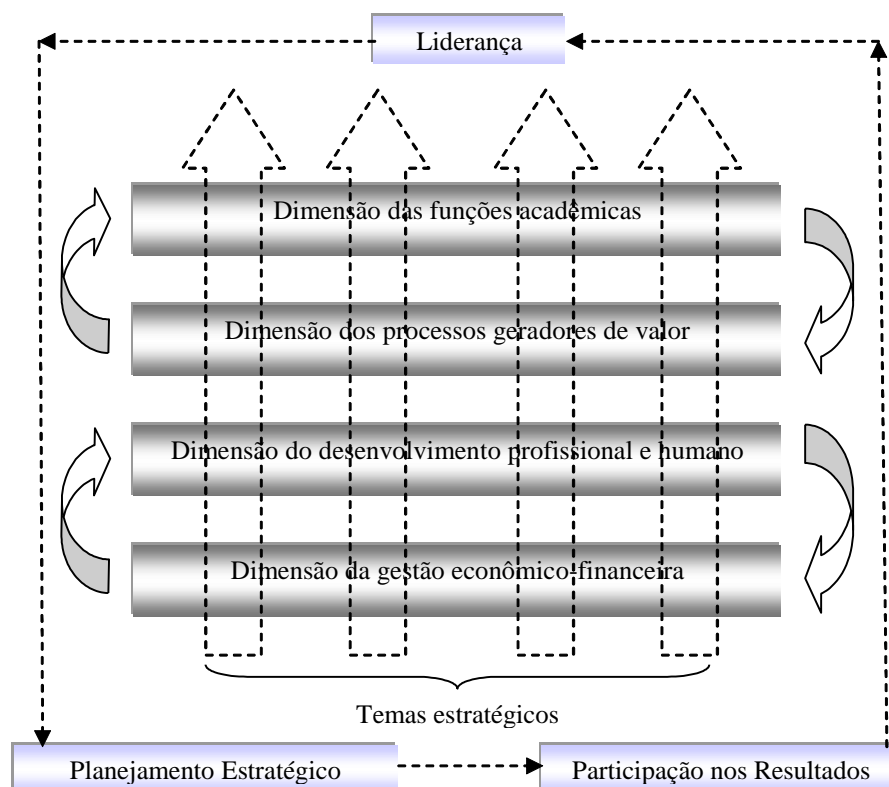 Liderança
Dimensão das funções acadêmicas
Dimensão dos processos geradores de valor
Dimensão do desenvolvimento profissional e humano
Dimensão da gestão econômico-financeira
Temas estratégicos
Planejamento Estratégico
Participação nos Resultados